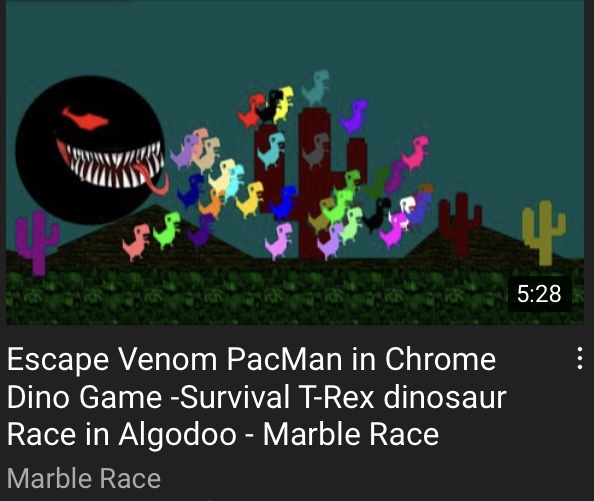 5:28
Escape Venom PacMan in Chrome
Dino Game -Survival T-Rex dinosaur
Race in Algodoo - Marble Race
Marble Race